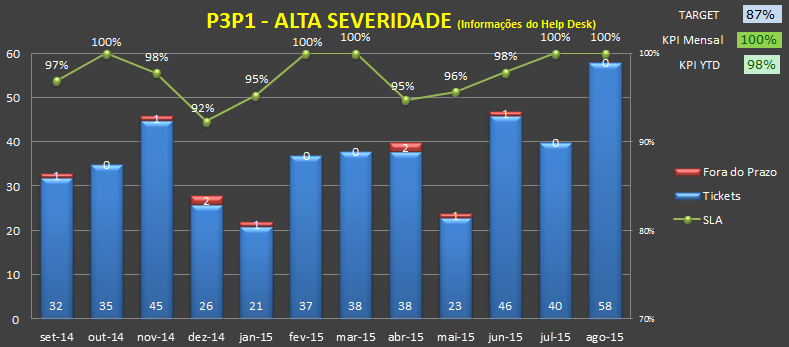 P3P1 - ALTA SEVERIDADE (Informações do Help Desk)
TARGET 87%
KPI Mensal 100%
KPI YTD 98%
97% 100% 98% 92% 95% 100% 100% 95% 96% 98% 100% 100%
60 100%
50
40 90%
30
20 80%
10
0 70%
1 0 1 2 1 0 0 2 1 1 0 0
32 35 45 26 21 37 38 38 23 46 40 58
set-14 out-14 nov-14 dez-14 jan-15 fev-15 mar-15 abr-15 mai-15 jun-15 jul-15 ago-15
Fora do Prazo
Tickets
SLA